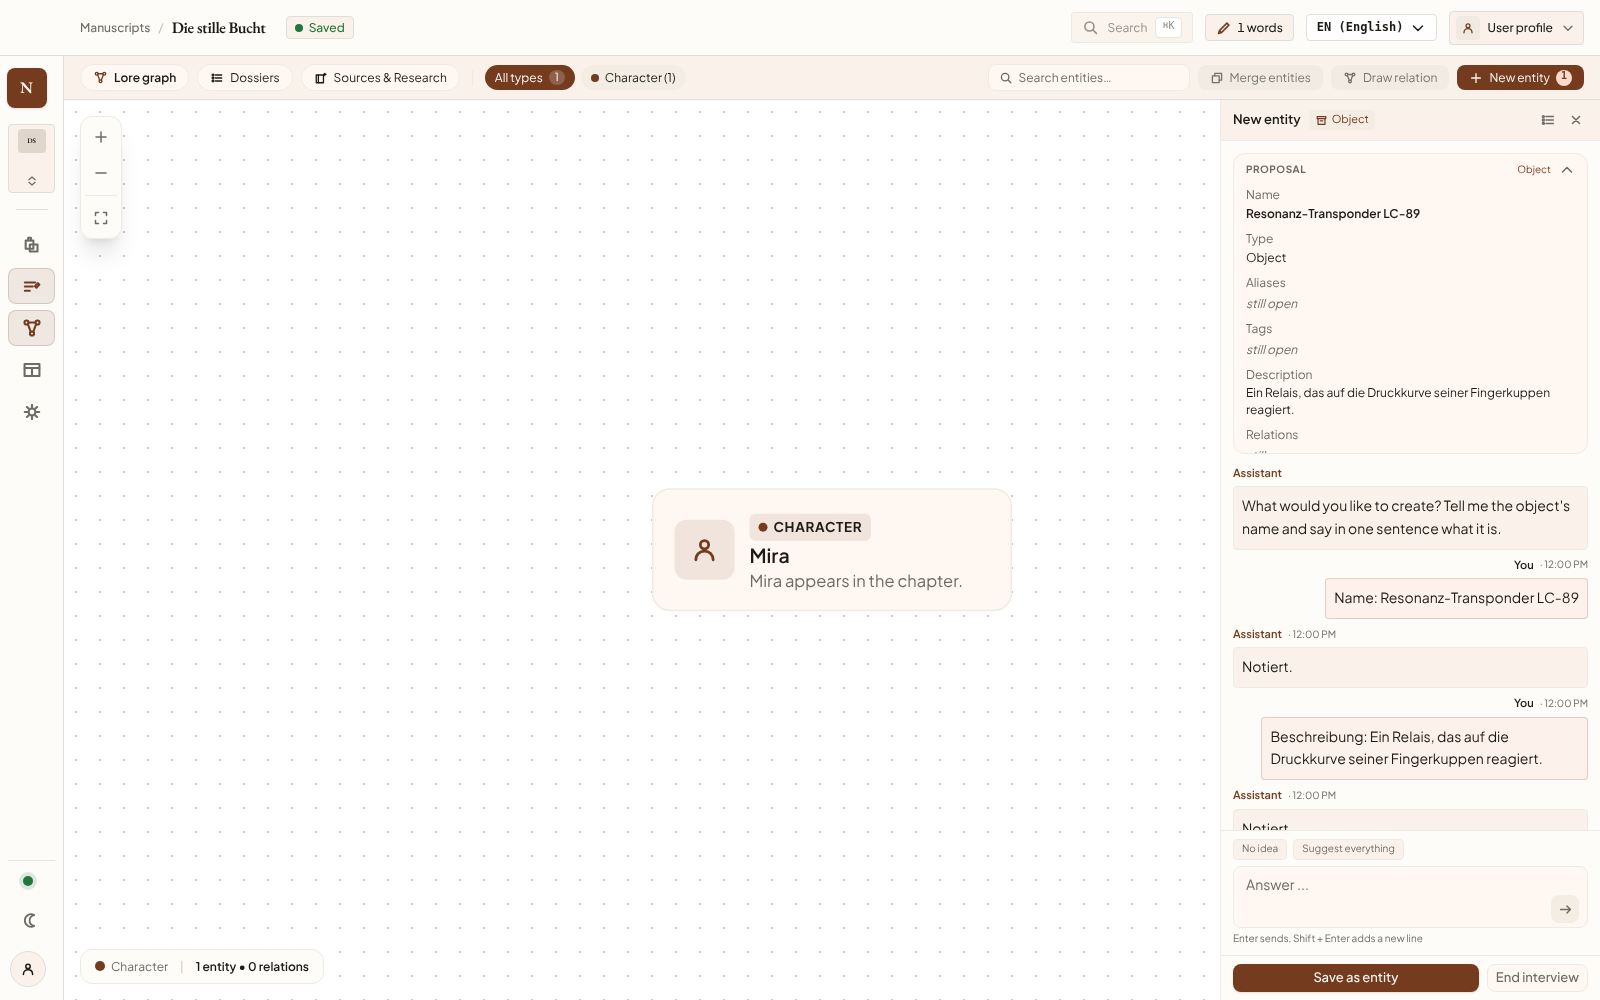 Manuscripts / Die stille Bucht
Saved
Search ⌘K
1 words
EN (English)
User profile
N
DS
Lore graph
Dossiers
Sources & Research
All types 1
Character (1)
Search entities...
Merge entities
Draw relation
New entity 1
CHARACTER
Mira
Mira appears in the chapter.
Character
1 entity • 0 relations
New entity
Object
PROPOSAL
Object
Name
Resonanz-Transponder LC-89
Type
Object
Aliases
still open
Tags
still open
Description
Ein Relais, das auf die Druckkurve seiner Fingerkuppen
reagiert.
Relations
Assistant
What would you like to create? Tell me the object's
name and say in one sentence what it is.
You · 12:00 PM
Name: Resonanz-Transponder LC-89
Assistant · 12:00 PM
Notiert.
You · 12:00 PM
Beschreibung: Ein Relais, das auf die
Druckkurve seiner Fingerkuppen reagiert.
Assistant · 12:00 PM
Notiert.
No idea
Suggest everything
Answer ...
Enter sends, Shift + Enter adds a new line
Save as entity
End interview